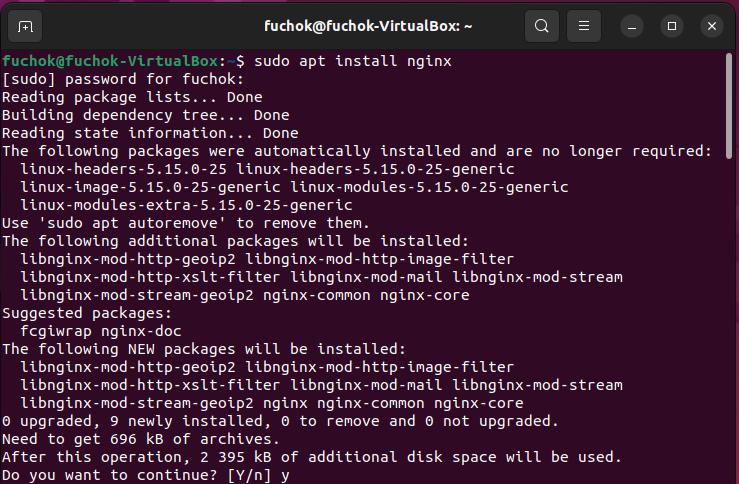 fuchok@fuchok-VirtualBox: ~
fuchok@fuchok-VirtualBox:~$ sudo apt install nginx
[sudo] password for fuchok:
Reading package lists... Done
Building dependency tree... Done
Reading state information... Done
The following packages were automatically installed and are no longer required:
  linux-headers-5.15.0-25 linux-headers-5.15.0-25-generic
  linux-image-5.15.0-25-generic linux-modules-5.15.0-25-generic
  linux-modules-extra-5.15.0-25-generic
Use 'sudo apt autoremove' to remove them.
The following additional packages will be installed:
  libnginx-mod-http-geoip2 libnginx-mod-http-image-filter
  libnginx-mod-http-xslt-filter libnginx-mod-mail libnginx-mod-stream
  libnginx-mod-stream-geoip2 nginx-common nginx-core
Suggested packages:
  fcgiwrap nginx-doc
The following NEW packages will be installed:
  libnginx-mod-http-geoip2 libnginx-mod-http-image-filter
  libnginx-mod-http-xslt-filter libnginx-mod-mail libnginx-mod-stream
  libnginx-mod-stream-geoip2 nginx nginx-common nginx-core
0 upgraded, 9 newly installed, 0 to remove and 0 not upgraded.
Need to get 696 kB of archives.
After this operation, 2 395 kB of additional disk space will be used.
Do you want to continue? [Y/n] y